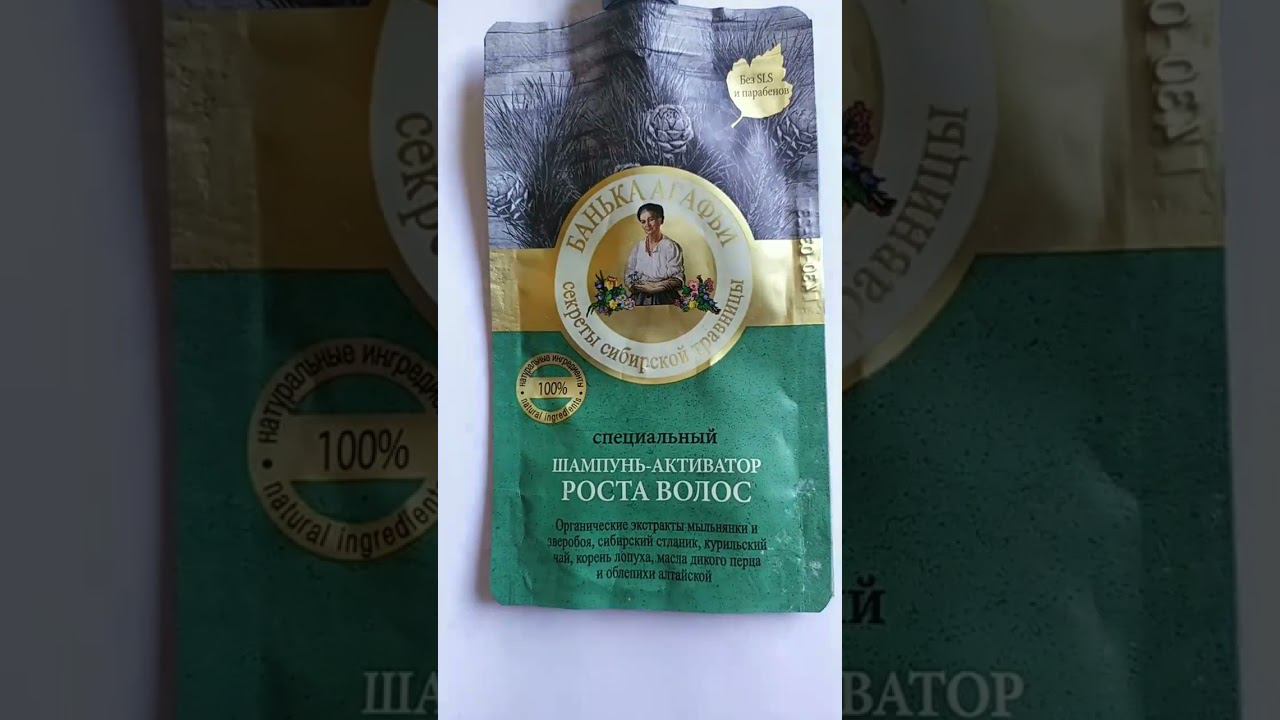 Без SLS
и парабенов
БАНЬКА АГАФЬИ
секреты сибирской травницы
натуральные ингредиенты
100%
natural ingredients
специальный
ШАМПУНЬ-АКТИВАТОР
РОСТА ВОЛОС
Органические экстракты мыльнянки и
зверобоя, сибирский стланик, курильский
чай, корень лопуха, масла дикого перца
и облепихи алтайской